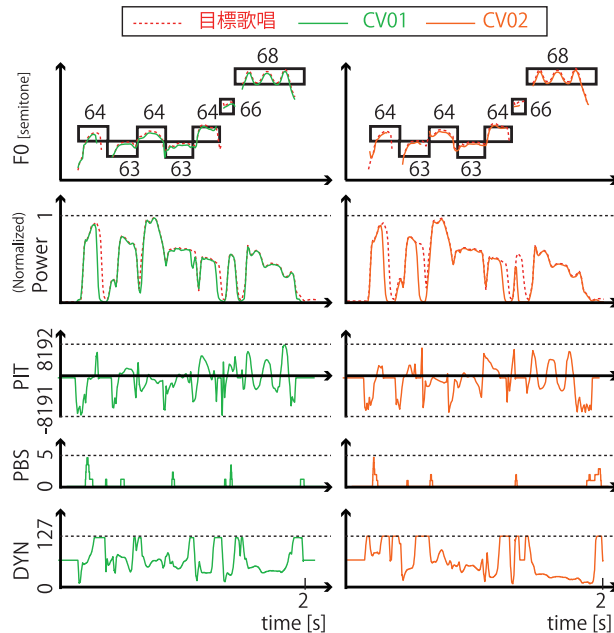 目標歌唱 CV01 CV02
68 68
64 64 64 66 64 64 64 66
63 63 63 63
F0 [semitone]
(Normalized)
Power 1
8192
PIT
-8191
5
PBS
0
127
DYN
0
2 2
time [s] time [s]